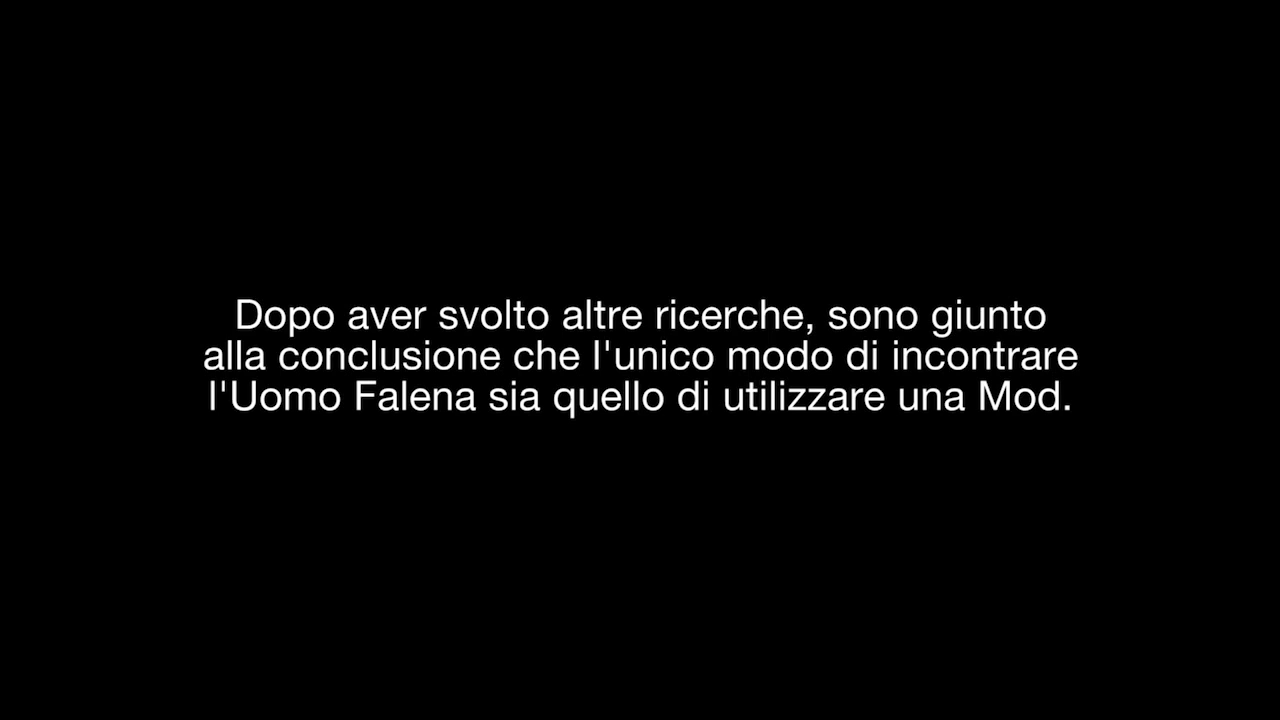 Dopo aver svolto altre ricerche, sono giunto
alla conclusione che l'unico modo di incontrare
l'Uomo Falena sia quello di utilizzare una Mod.